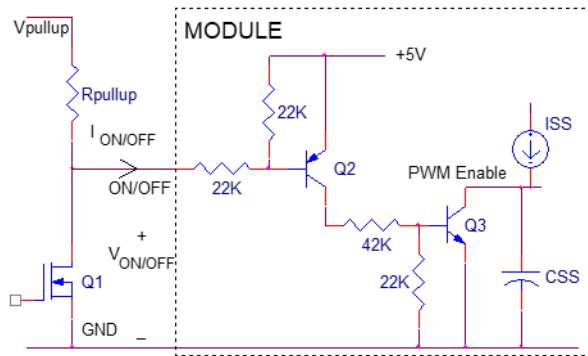 Vpullup
MODULE
+5V
Rpullup
22K
ISS
I ON/OFF
Q2
PWM Enable
ON/OFF
22K
Q3
+
42K
V ON/OFF
22K
CSS
Q1
GND
_